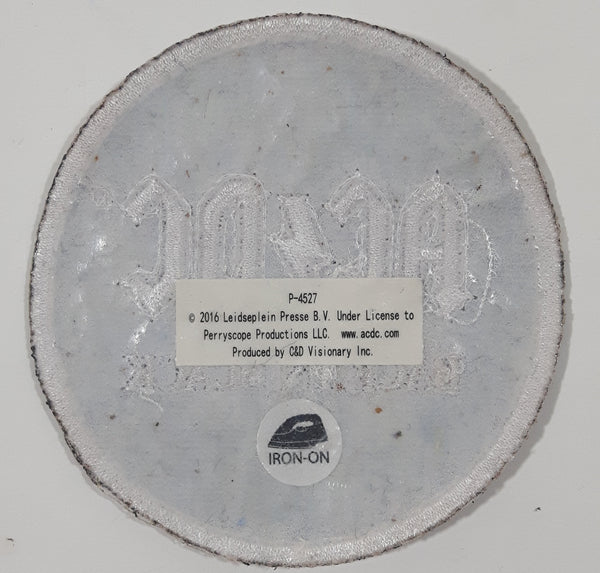 P-4527
© 2016 Leidseplein Presse B.V. Under License to
Perryscope Productions LLC. www.acdc.com
Produced by C&D Visionary Inc.
IRON-ON